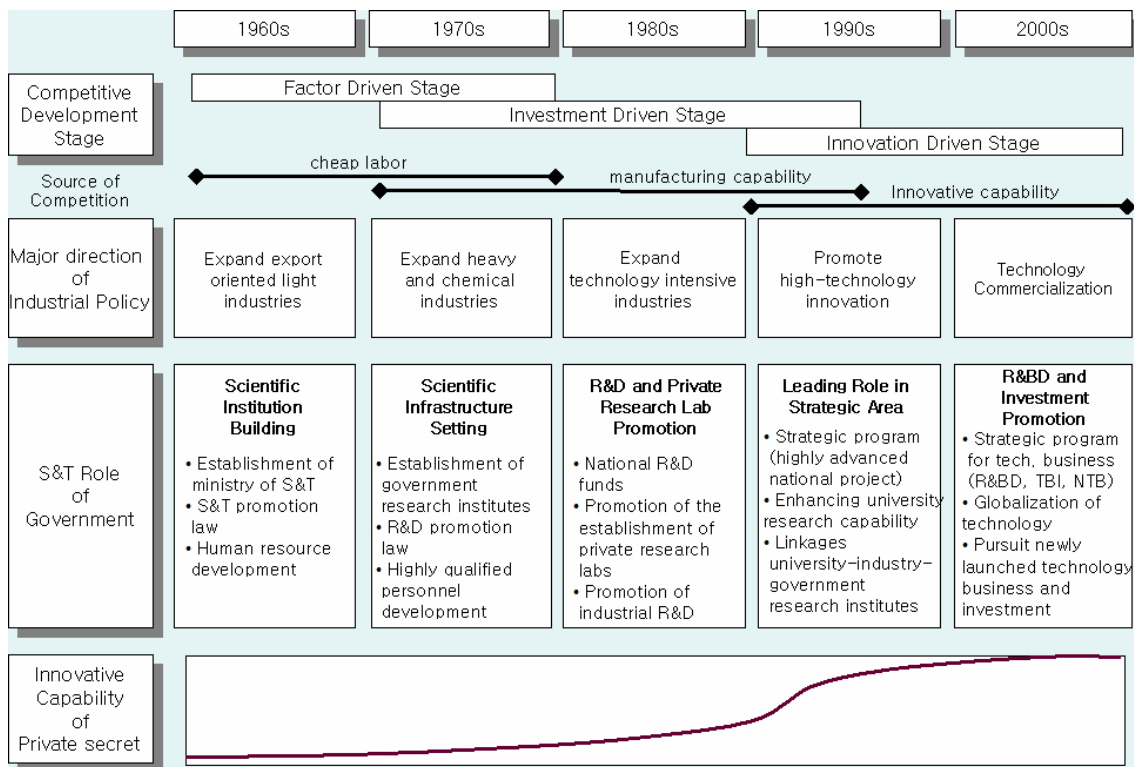 1960s
1970s
1980s
1990s
2000s
Competitive
Development
Stage
Factor Driven Stage
Investment Driven Stage
Innovation Driven Stage
Source of
Competition
cheap labor
manufacturing capability
Innovative capability
Major direction
of
Industrial Policy
Expand export
oriented light
industries
Expand heavy
and chemical
industries
Expand
technology intensive
industries
Promote
high-technology
innovation
Technology
Commercialization
S&T Role
of
Government
Scientific
Institution
Building
• Establishment of
ministry of S&T
• S&T promotion
law
• Human resource
development
Scientific
Infrastructure
Setting
• Establishment of
government
research institutes
• R&D promotion
law
• Highly qualified
personnel
development
R&D and Private
Research Lab
Promotion
• National R&D
funds
• Promotion of the
establishment of
private research
labs
• Promotion of
industrial R&D
Leading Role in
Strategic Area
• Strategic program
(highly advanced
national project)
• Enhancing university
research capability
• Linkages
university-industry-
government
research institutes
R&BD and
Investment
Promotion
• Strategic program
for tech, business
(R&BD, TBI, NTB)
• Globalization of
technology
• Pursuit newly
launched technology
business and
investment
Innovative
Capability
of
Private secret